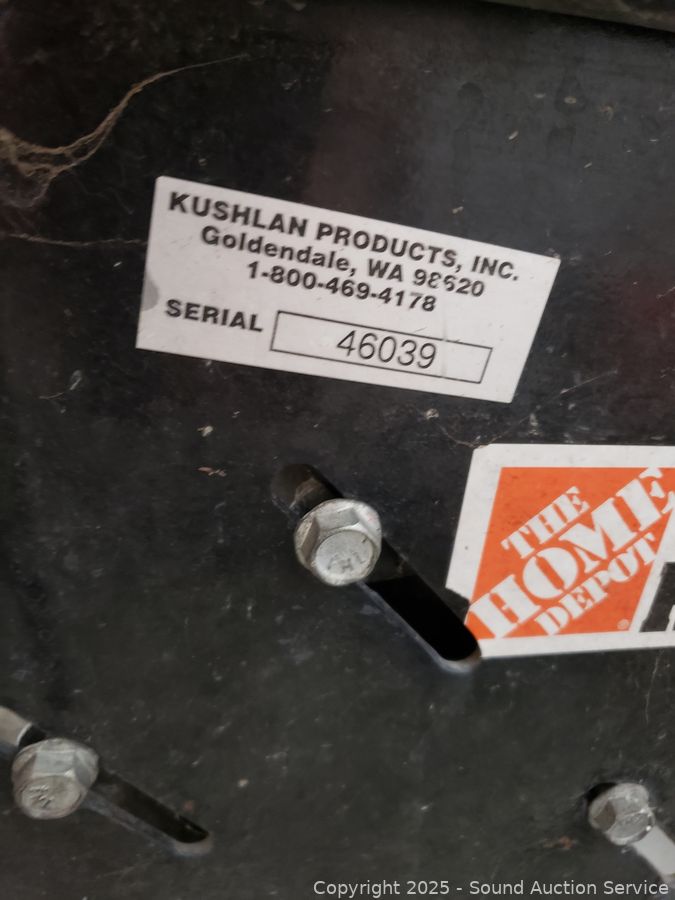 KUSHLAN PRODUCTS, INC.
Goldendale, WA 98620
1-800-469-4178
SERIAL 46039
THE
HOME
DEPOT
®
Copyright 2025 - Sound Auction Service